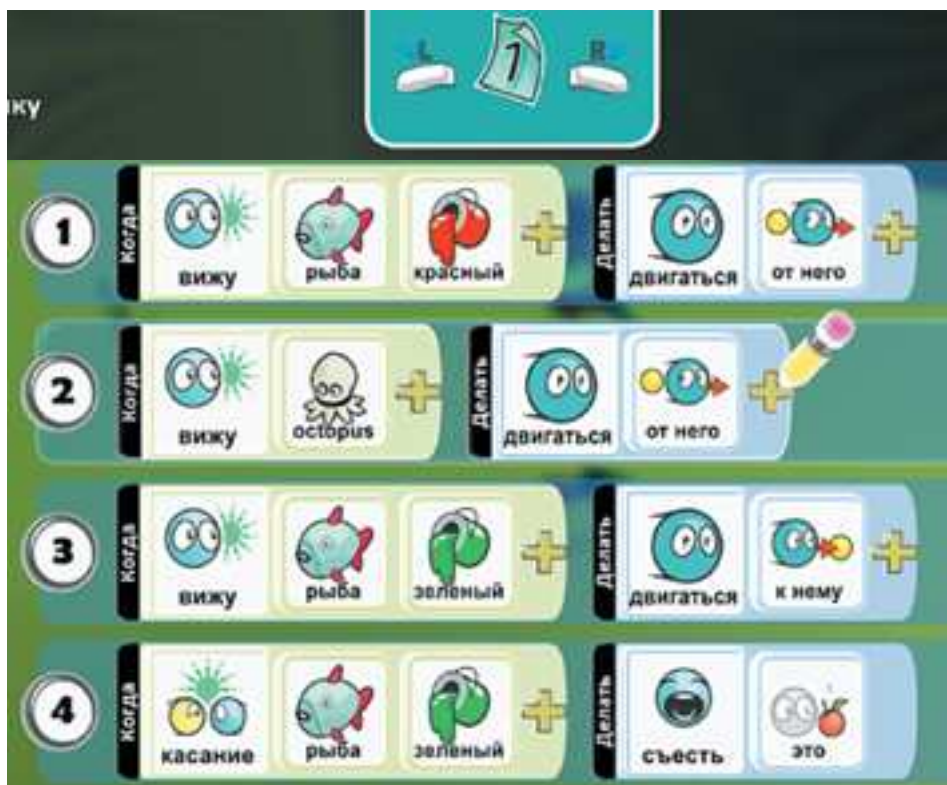 L 1 R
ику
1 Когда вижу рыба красный Делать двигаться от него
2 Когда вижу octopus Делать двигаться от него
3 Когда вижу рыба зеленый Делать двигаться к нему
4 Когда касание рыба зеленый Делать съесть это